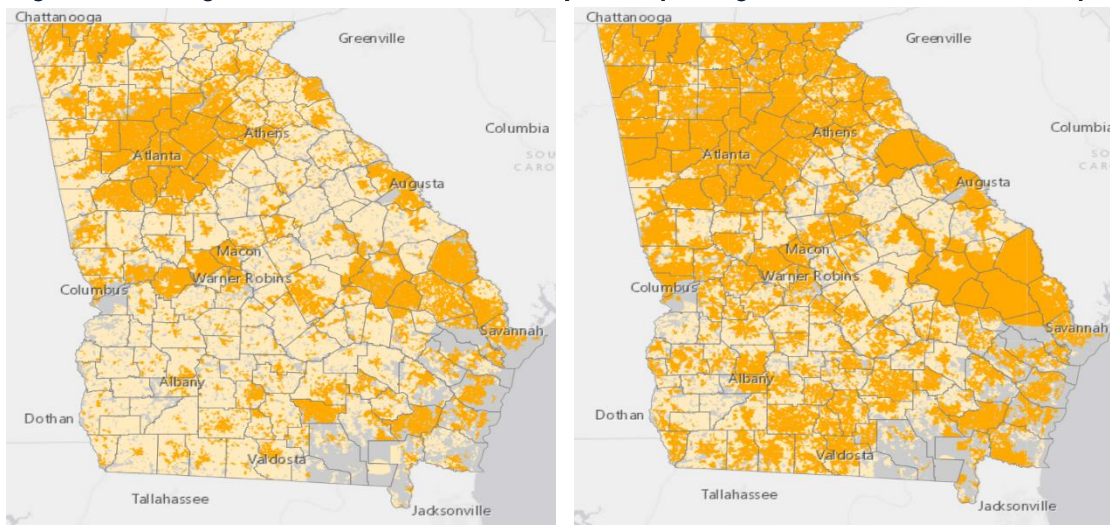 Chattanooga
Greenville
Columbia
SOU
CARO
Athens
Atlanta
Augusta
Macon
Warner Robins
Columbus
Savannah
Albany
Dothan
Valdosta
Tallahassee
Jacksonville
Chattanooga
Greenville
Columbia
SOU
CAR
Athens
Atlanta
Augusta
Macon
Warner Robins
Columbus
Savannah
Albany
Dothan
Valdosta
Tallahassee
Jacksonville